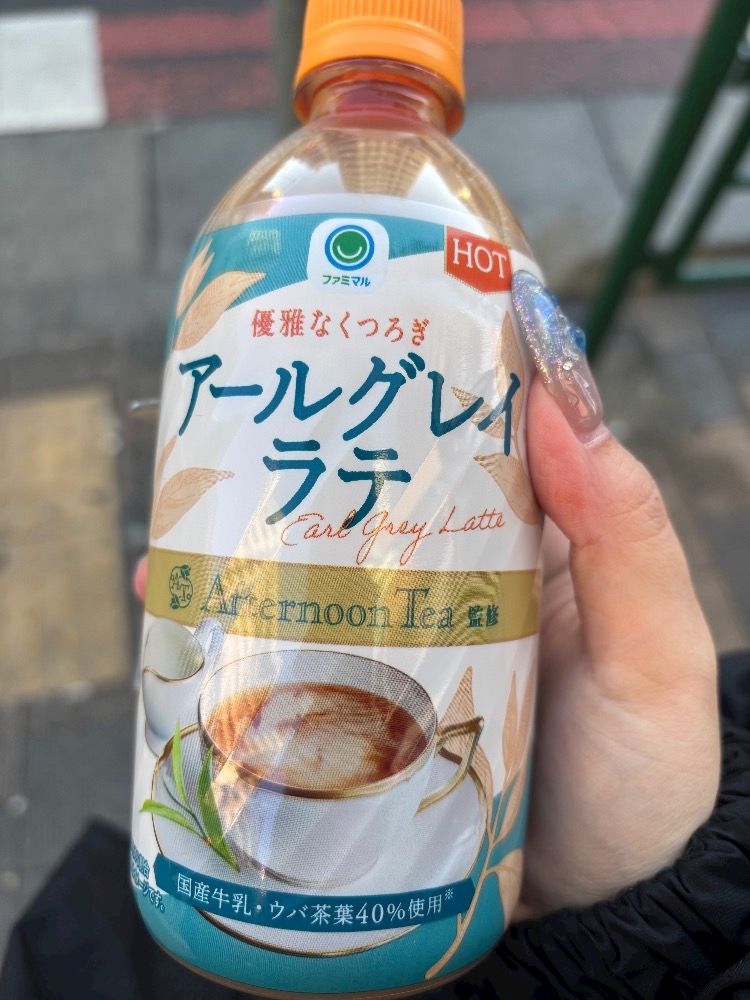 ファミマル
HOT
優雅なくつろぎ
アールグレイ
ラテ
Earl Grey Latte
A.T.
Afternoon Tea 監修
国産牛乳・ウバ茶葉40%使用※